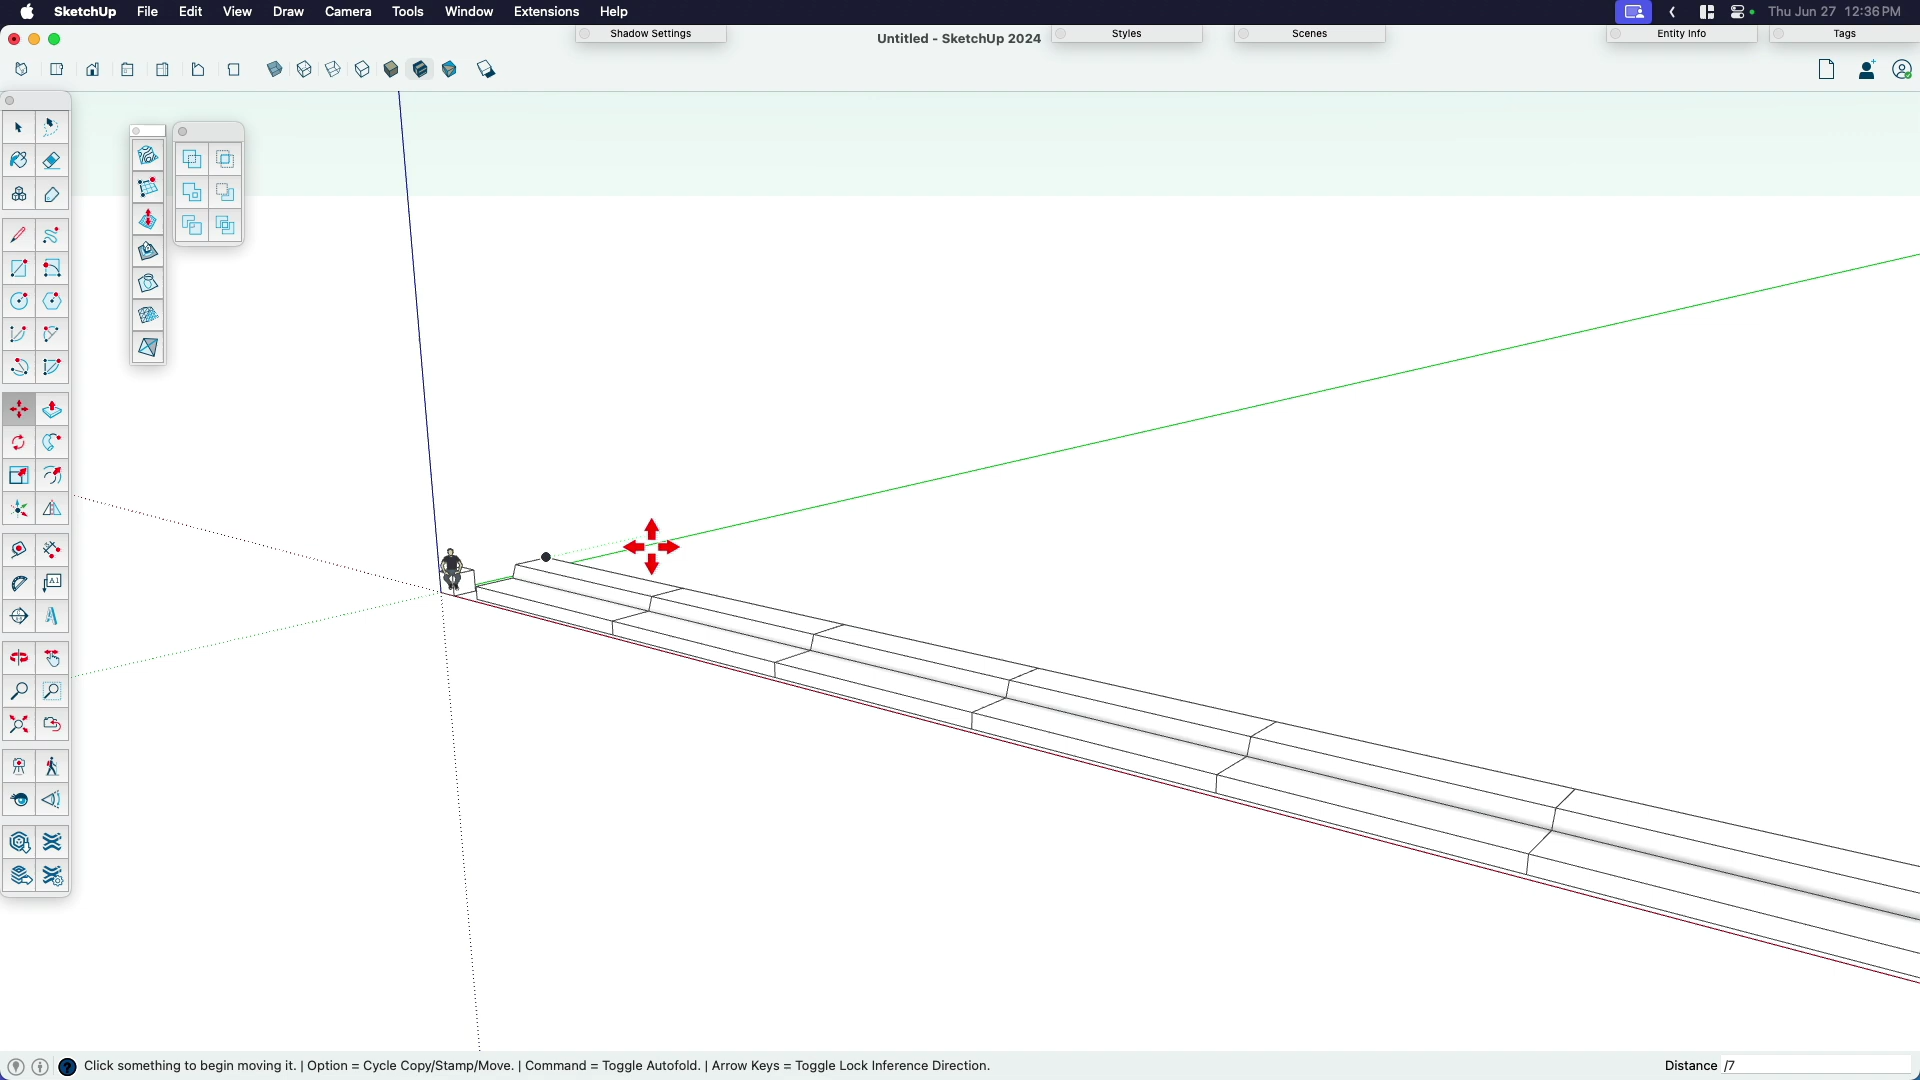 SketchUp File Edit View Draw Camera Tools Window Extensions Help
Thu Jun 27 12:36 PM
Shadow Settings
Untitled - SketchUp 2024
Styles
Scenes
Entity Info
Tags
A1
Click something to begin moving it. | Option = Cycle Copy/Stamp/Move. | Command = Toggle Autofold. | Arrow Keys = Toggle Lock Inference Direction.
Distance /7